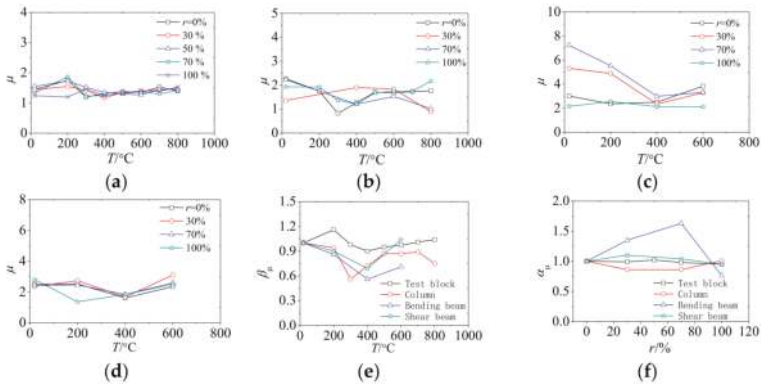 4
3
2
1
0
μ
r=0%
30 %
50 %
70 %
100 %
0 200 400 600 800 1000
T/°C
(a)
5
4
3
2
1
0
μ
r=0%
30%
70%
100%
0 200 400 600 800 1000
T/°C
(b)
10
8
6
4
2
0
μ
r=0%
30%
70%
100%
0 200 400 600 800
T/°C
(c)
8
6
4
2
0
μ
r=0%
30%
70%
100%
0 200 400 600 800
T/°C
(d)
1.5
1.2
0.9
0.6
0.3
0.0
βμ
Test block
Column
Bending beam
Shear beam
0 200 400 600 800 1000
T/°C
(e)
2.0
1.5
1.0
0.5
0.0
αμ
Test block
Column
Bending beam
Shear beam
0 20 40 60 80 100 120
r/%
(f)